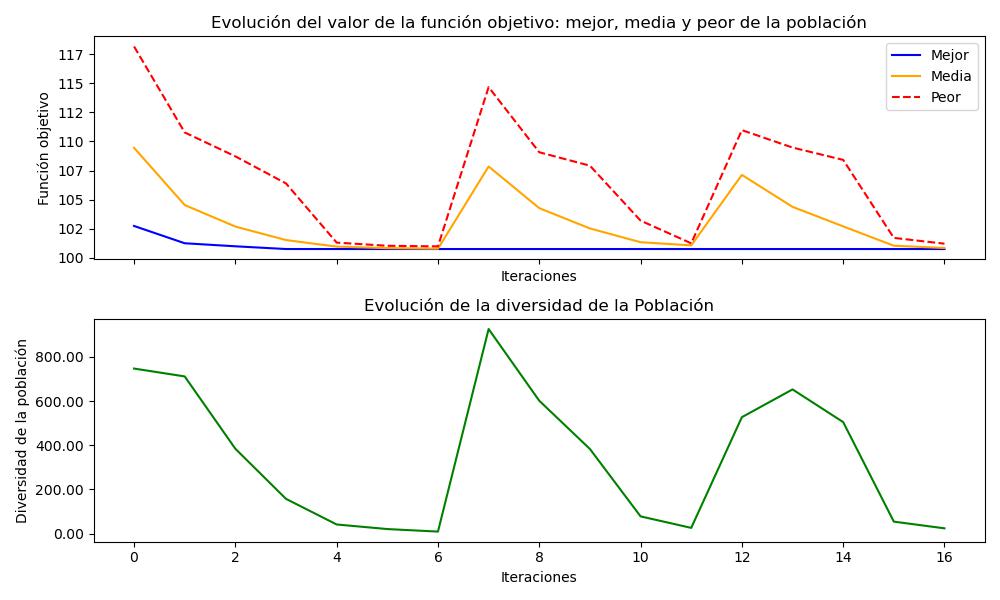 Evolución del valor de la función objetivo: mejor, media y peor de la población
Función objetivo
117
115
112
110
107
105
102
100
Mejor
Media
Peor
Iteraciones
Evolución de la diversidad de la Población
Diversidad de la población
800.00
600.00
400.00
200.00
0.00
0 2 4 6 8 10 12 14 16
Iteraciones